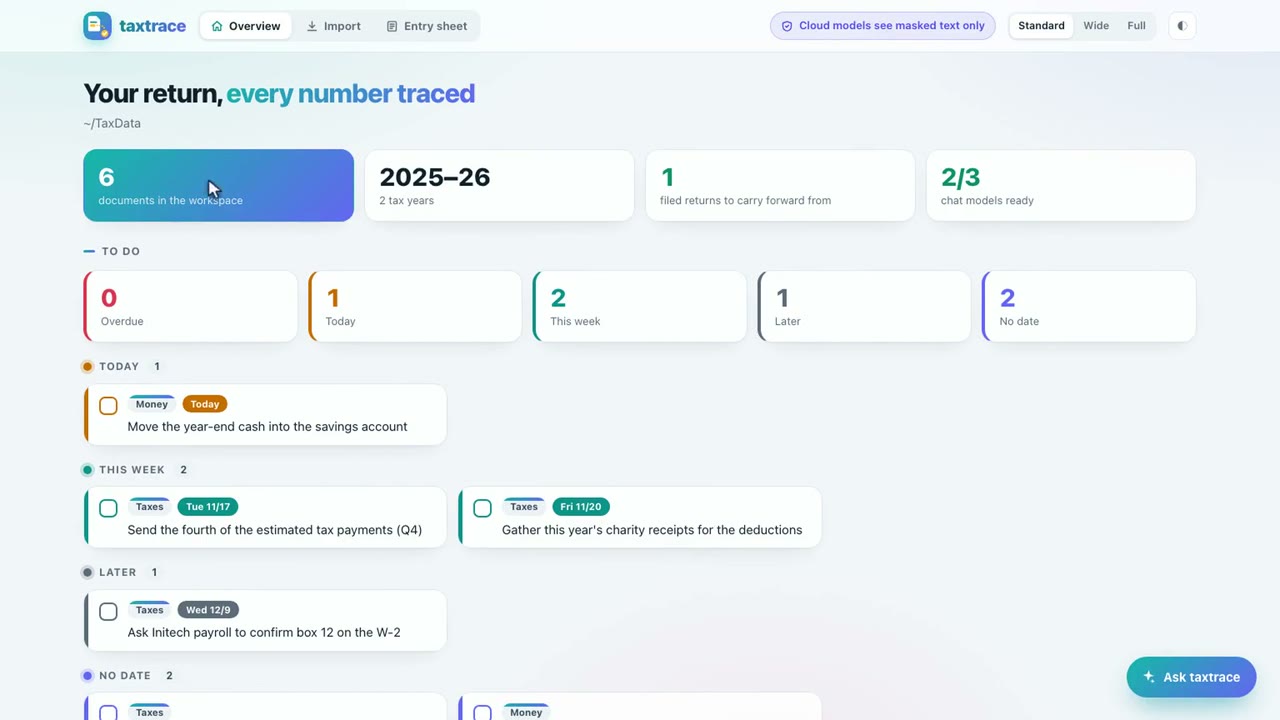 taxtrace
Overview
Import
Entry sheet
Cloud models see masked text only
Standard
Wide
Full
Your return, every number traced
~/TaxData
6
documents in the workspace
2025–26
2 tax years
1
filed returns to carry forward from
2/3
chat models ready
TO DO
0
Overdue
1
Today
2
This week
1
Later
2
No date
TODAY 1
Money Today
Move the year-end cash into the savings account
THIS WEEK 2
Taxes Tue 11/17
Send the fourth of the estimated tax payments (Q4)
Taxes Fri 11/20
Gather this year's charity receipts for the deductions
LATER 1
Taxes Wed 12/9
Ask Initech payroll to confirm box 12 on the W-2
NO DATE 2
Taxes
Money
Ask taxtrace